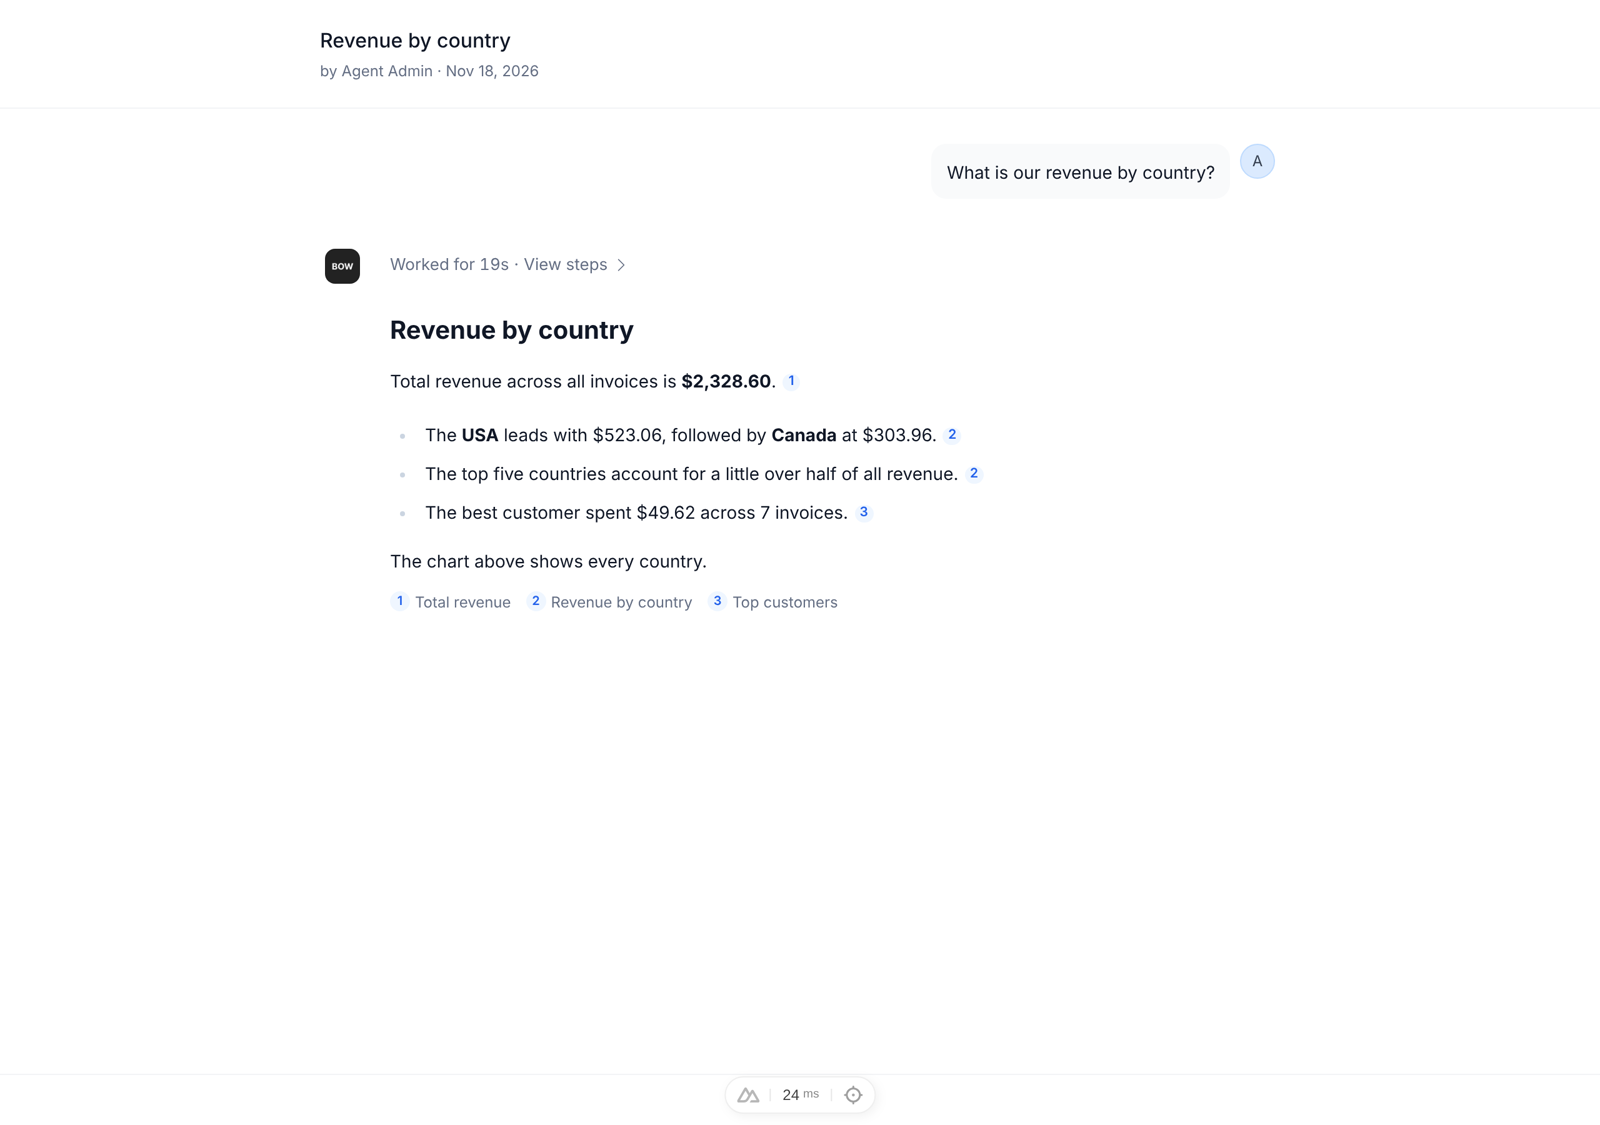 Revenue by country
by Agent Admin · Nov 18, 2026
What is our revenue by country?
A
BOW
Worked for 19s · View steps
Revenue by country
Total revenue across all invoices is $2,328.60. 1
The USA leads with $523.06, followed by Canada at $303.96. 2
The top five countries account for a little over half of all revenue. 2
The best customer spent $49.62 across 7 invoices. 3
The chart above shows every country.
1 Total revenue 2 Revenue by country 3 Top customers
24 ms